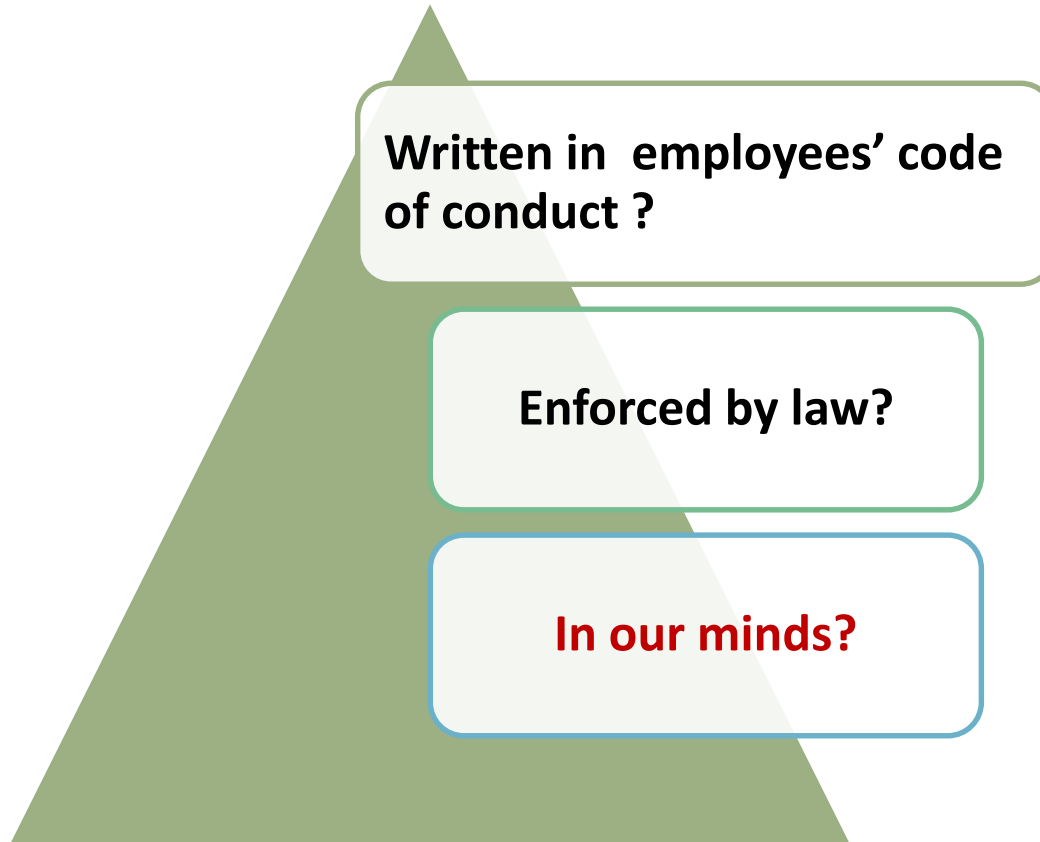 Written in  employees’ code
of conduct ?
Enforced by law?
In our minds?